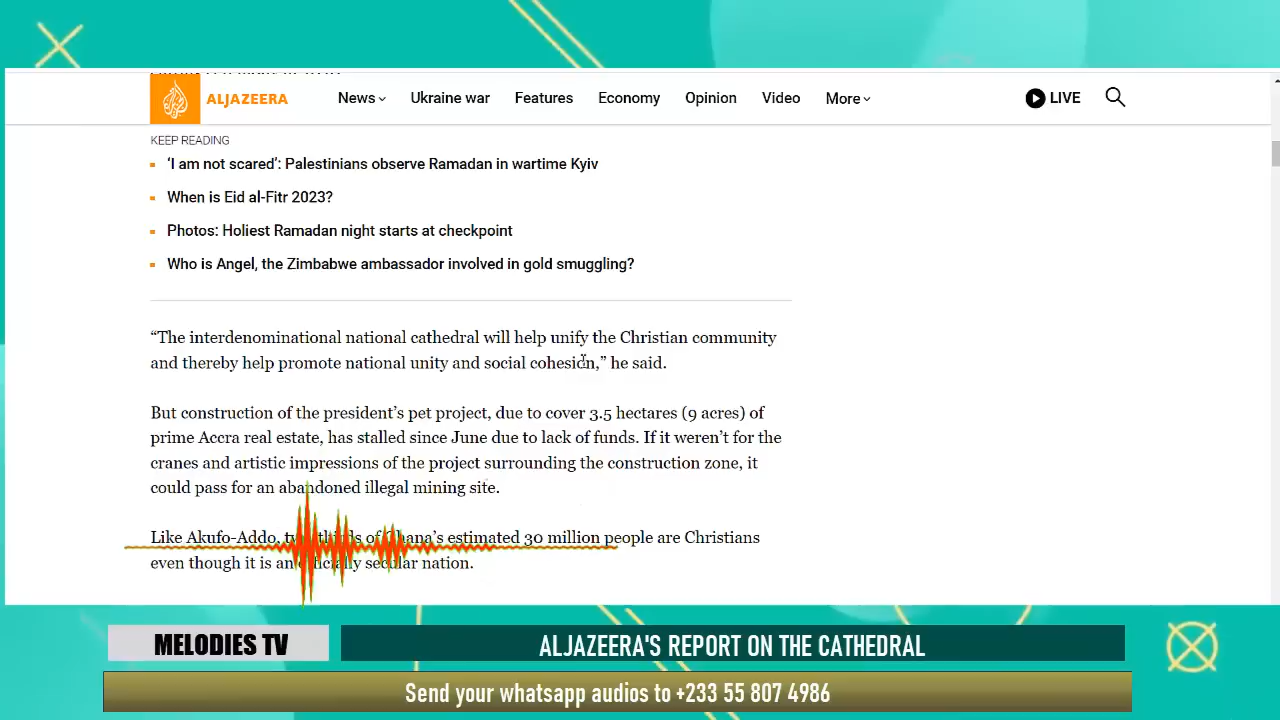 ALJAZEERA
News
Ukraine war
Features
Economy
Opinion
Video
More
LIVE
KEEP READING
‘I am not scared’: Palestinians observe Ramadan in wartime Kyiv
When is Eid al-Fitr 2023?
Photos: Holiest Ramadan night starts at checkpoint
Who is Angel, the Zimbabwe ambassador involved in gold smuggling?
“The interdenominational national cathedral will help unify the Christian community
and thereby help promote national unity and social cohesion,” he said.
But construction of the president’s pet project, due to cover 3.5 hectares (9 acres) of
prime Accra real estate, has stalled since June due to lack of funds. If it weren’t for the
cranes and artistic impressions of the project surrounding the construction zone, it
could pass for an abandoned illegal mining site.
Like Akufo-Addo, two-thirds of Ghana’s estimated 30 million people are Christians
even though it is an officially secular nation.
MELODIES TV
ALJAZEERA'S REPORT ON THE CATHEDRAL
Send your whatsapp audios to +233 55 807 4986